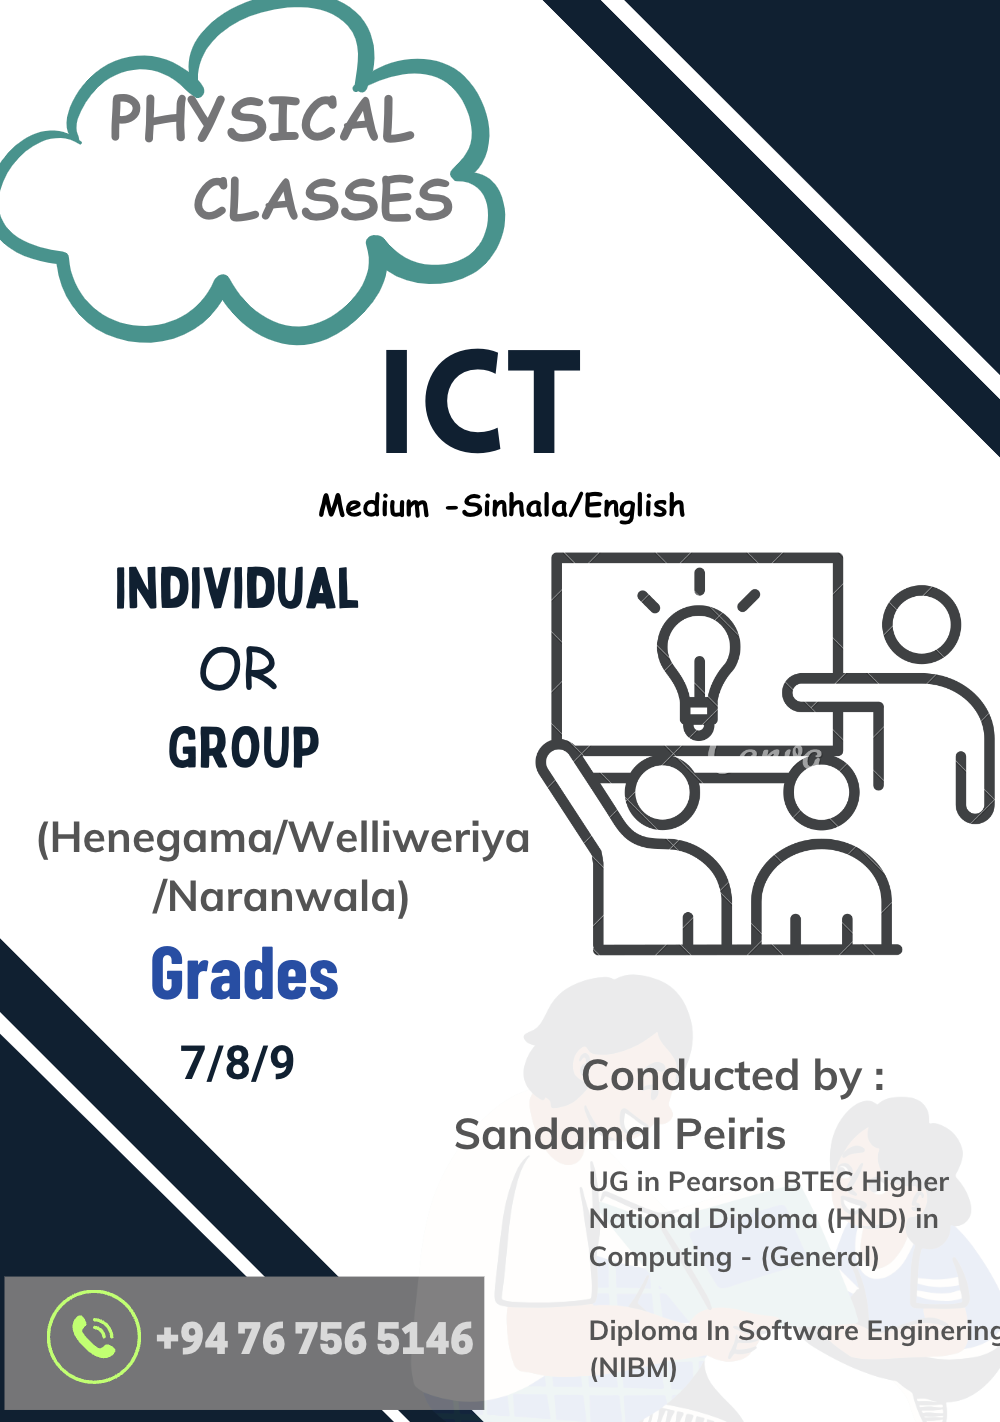 PHYSICAL
CLASSES
ICT
Medium -Sinhala/English
INDIVIDUAL
OR
GROUP
(Henegama/Welliweriya
/Naranwala)
Grades
7/8/9
Canva
Conducted by :
Sandamal Peiris
UG in Pearson BTEC Higher
National Diploma (HND) in
Computing - (General)
Diploma In Software Enginering
(NIBM)
+94 76 756 5146